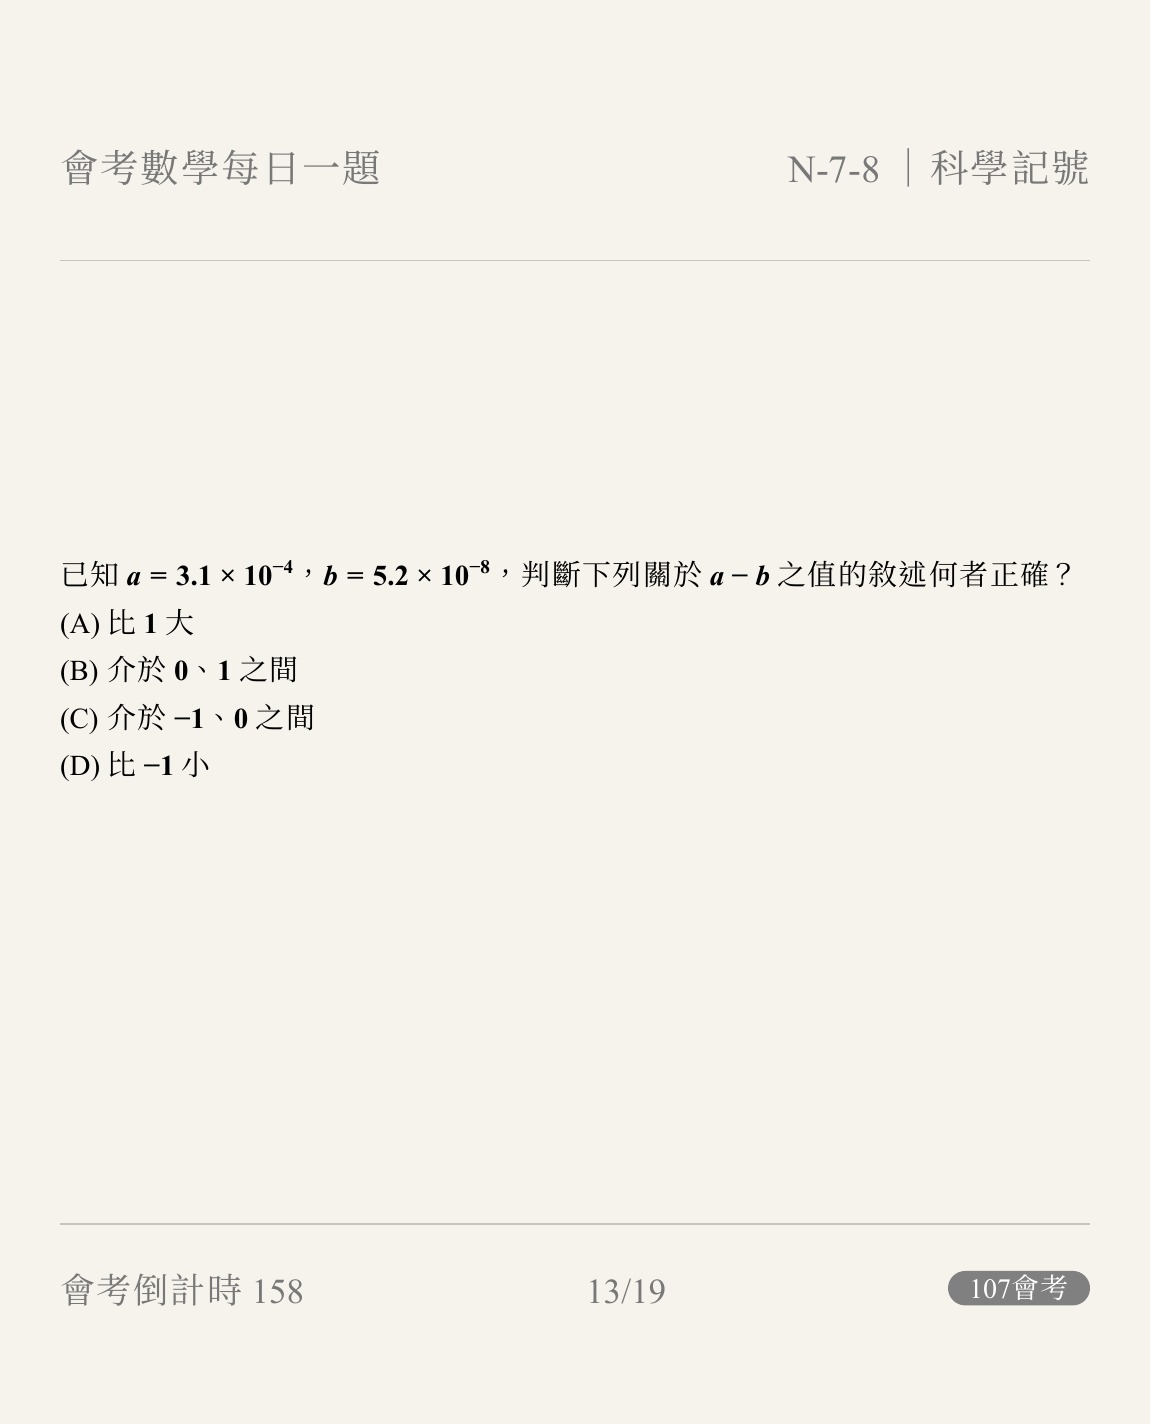 會考數學每日一題
N-7-8｜科學記號
已知 a = 3.1 × 10⁻⁴，b = 5.2 × 10⁻⁸，判斷下列關於 a − b 之值的敘述何者正確？
(A) 比 1 大
(B) 介於 0、1 之間
(C) 介於 −1、0 之間
(D) 比 −1 小
會考倒計時 158
13/19
107會考